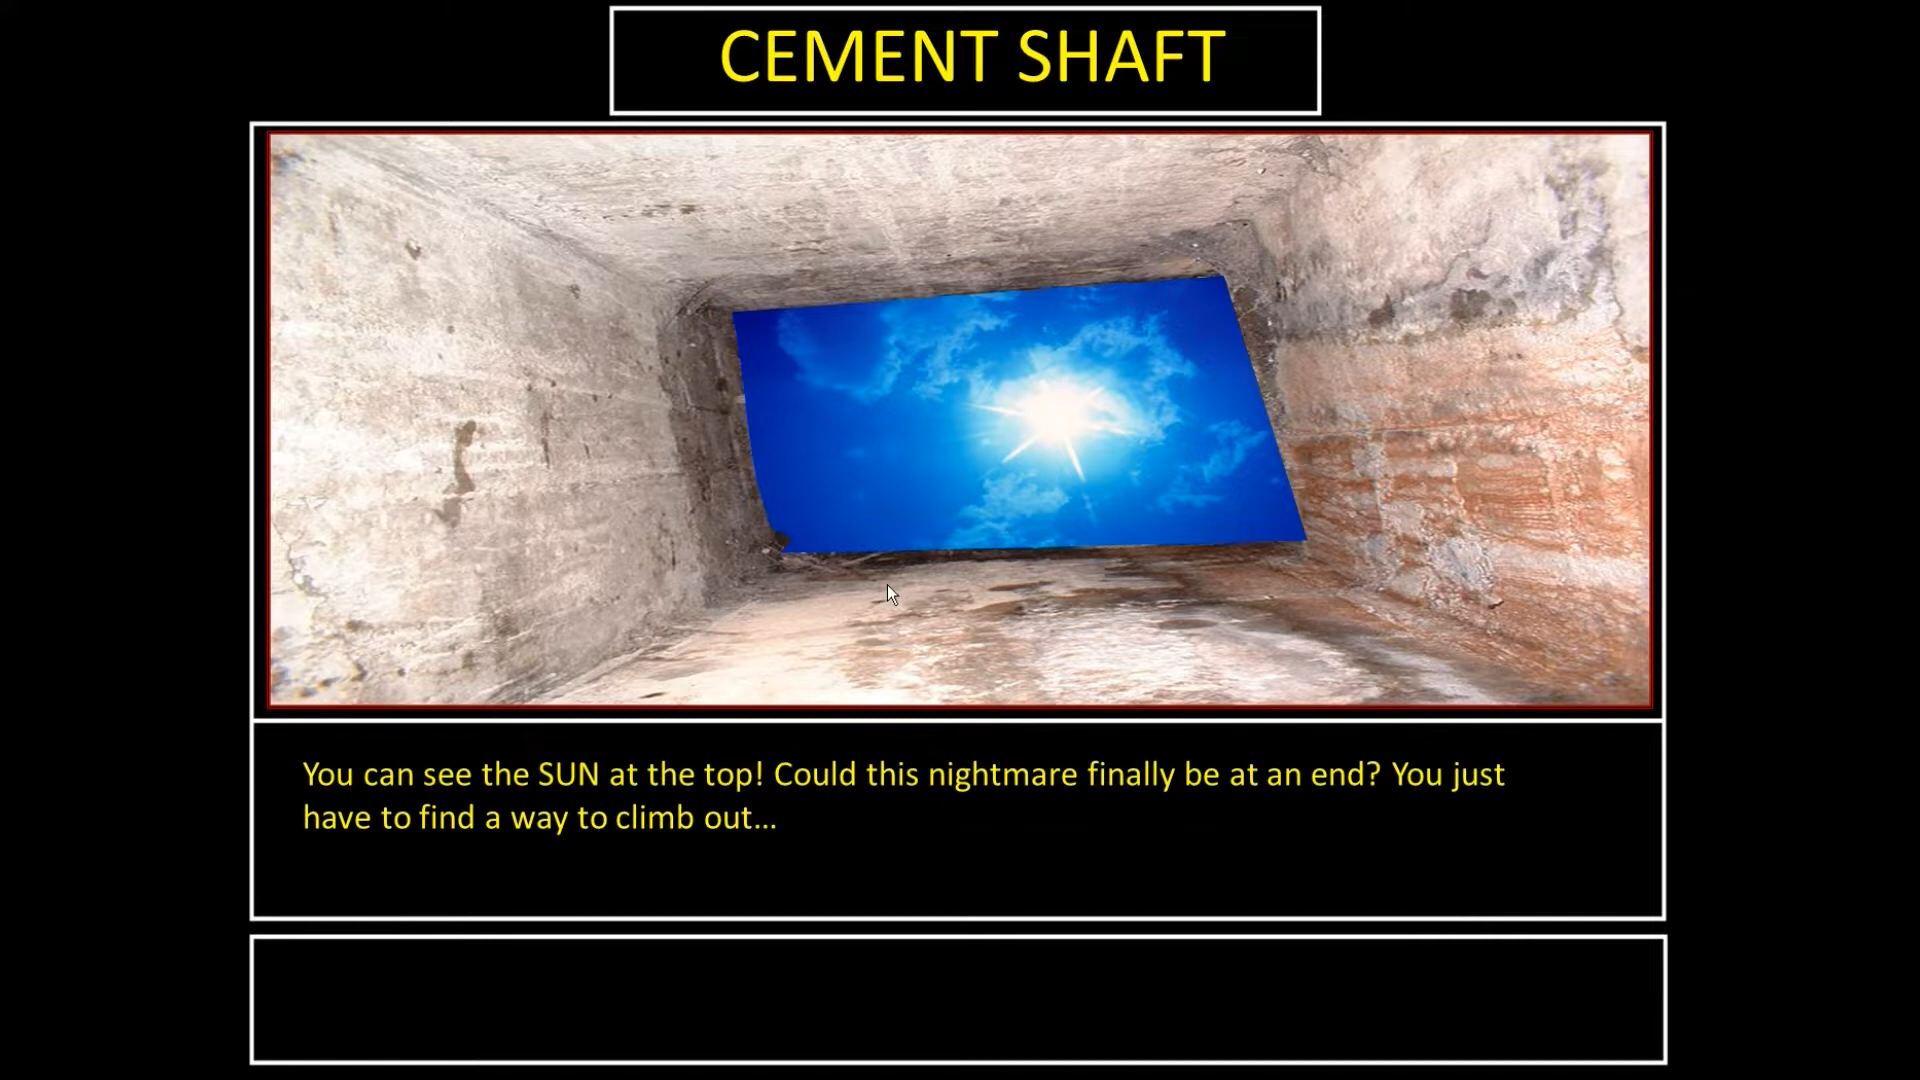 CEMENT SHAFT
You can see the SUN at the top! Could this nightmare finally be at an end? You just
have to find a way to climb out...